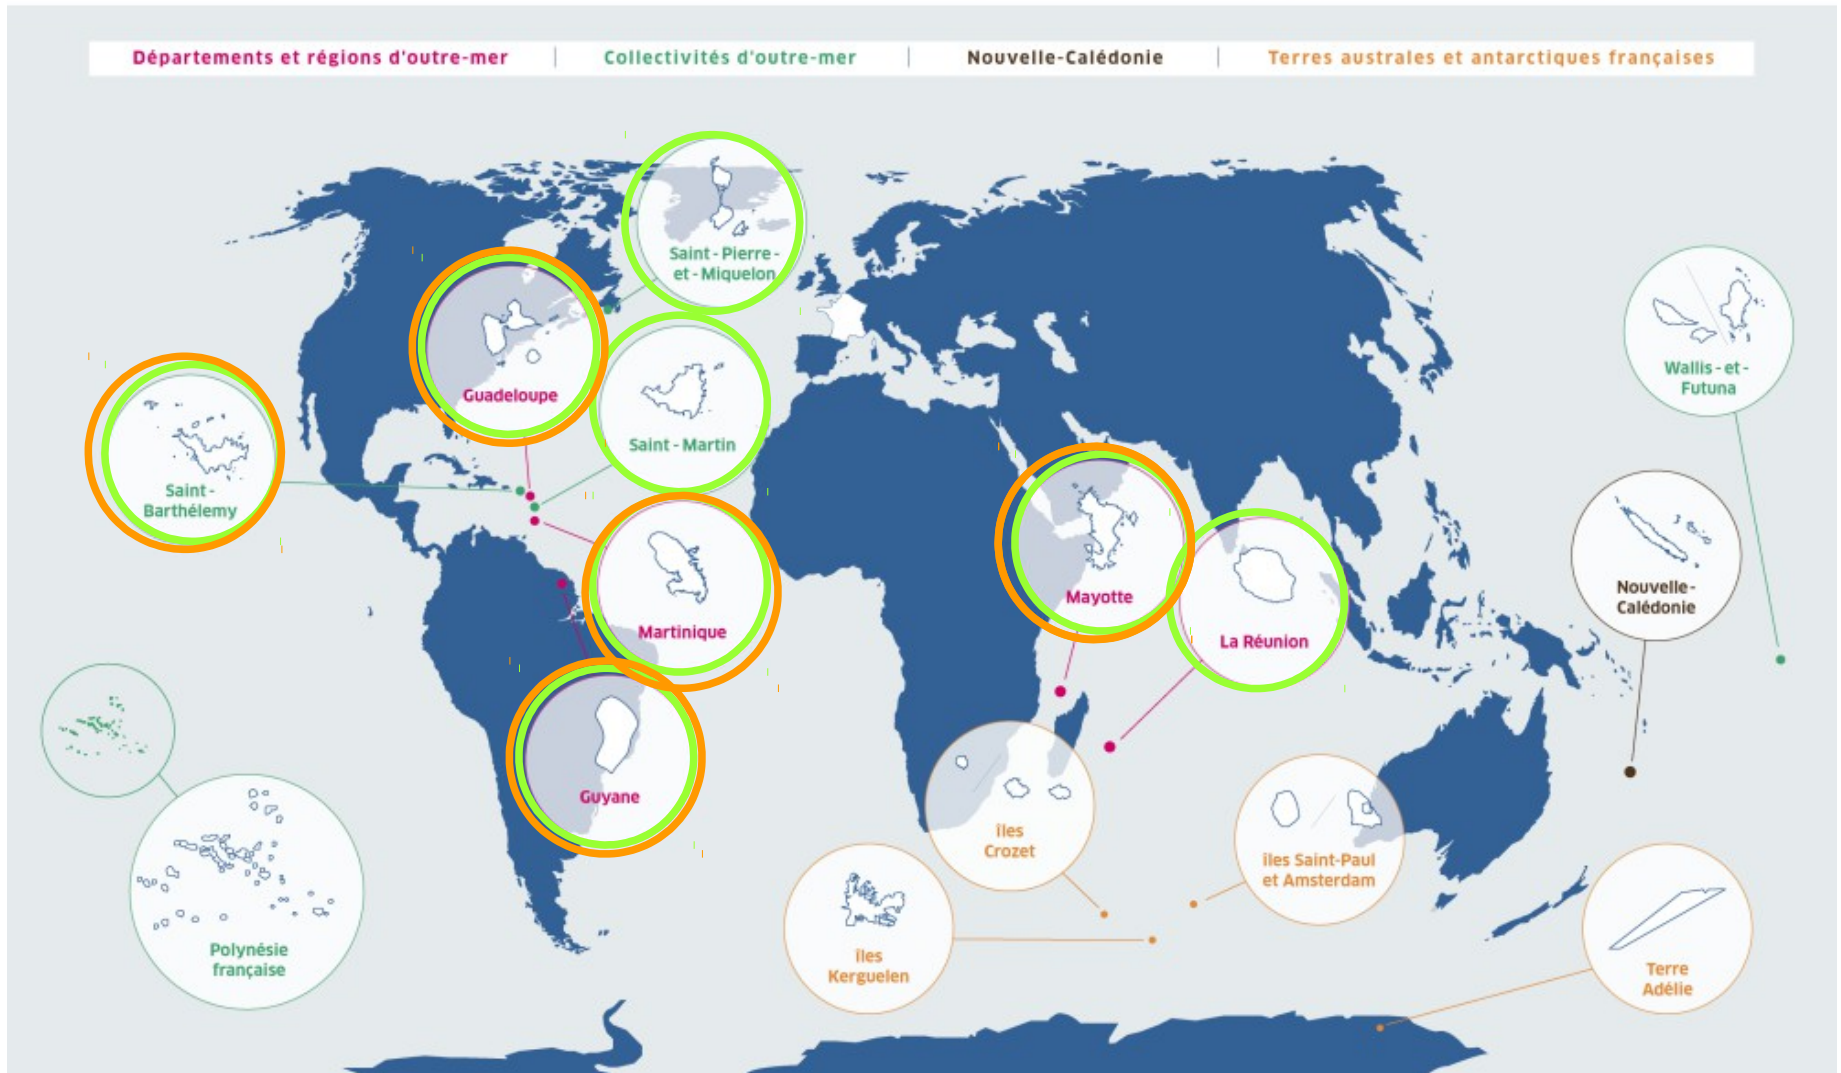 Départements et régions d'outre-mer | Collectivités d'outre-mer | Nouvelle-Calédonie | Terres australes et antarctiques françaises
Saint - Pierre -
et - Miquelon
Guadeloupe
Saint - Martin
Saint -
Barthélemy
Martinique
Guyane
Mayotte
La Réunion
Wallis - et -
Futuna
Nouvelle-
Calédonie
Polynésie
française
îles
Crozet
îles
Kerguelen
îles Saint-Paul
et Amsterdam
Terre
Adélie